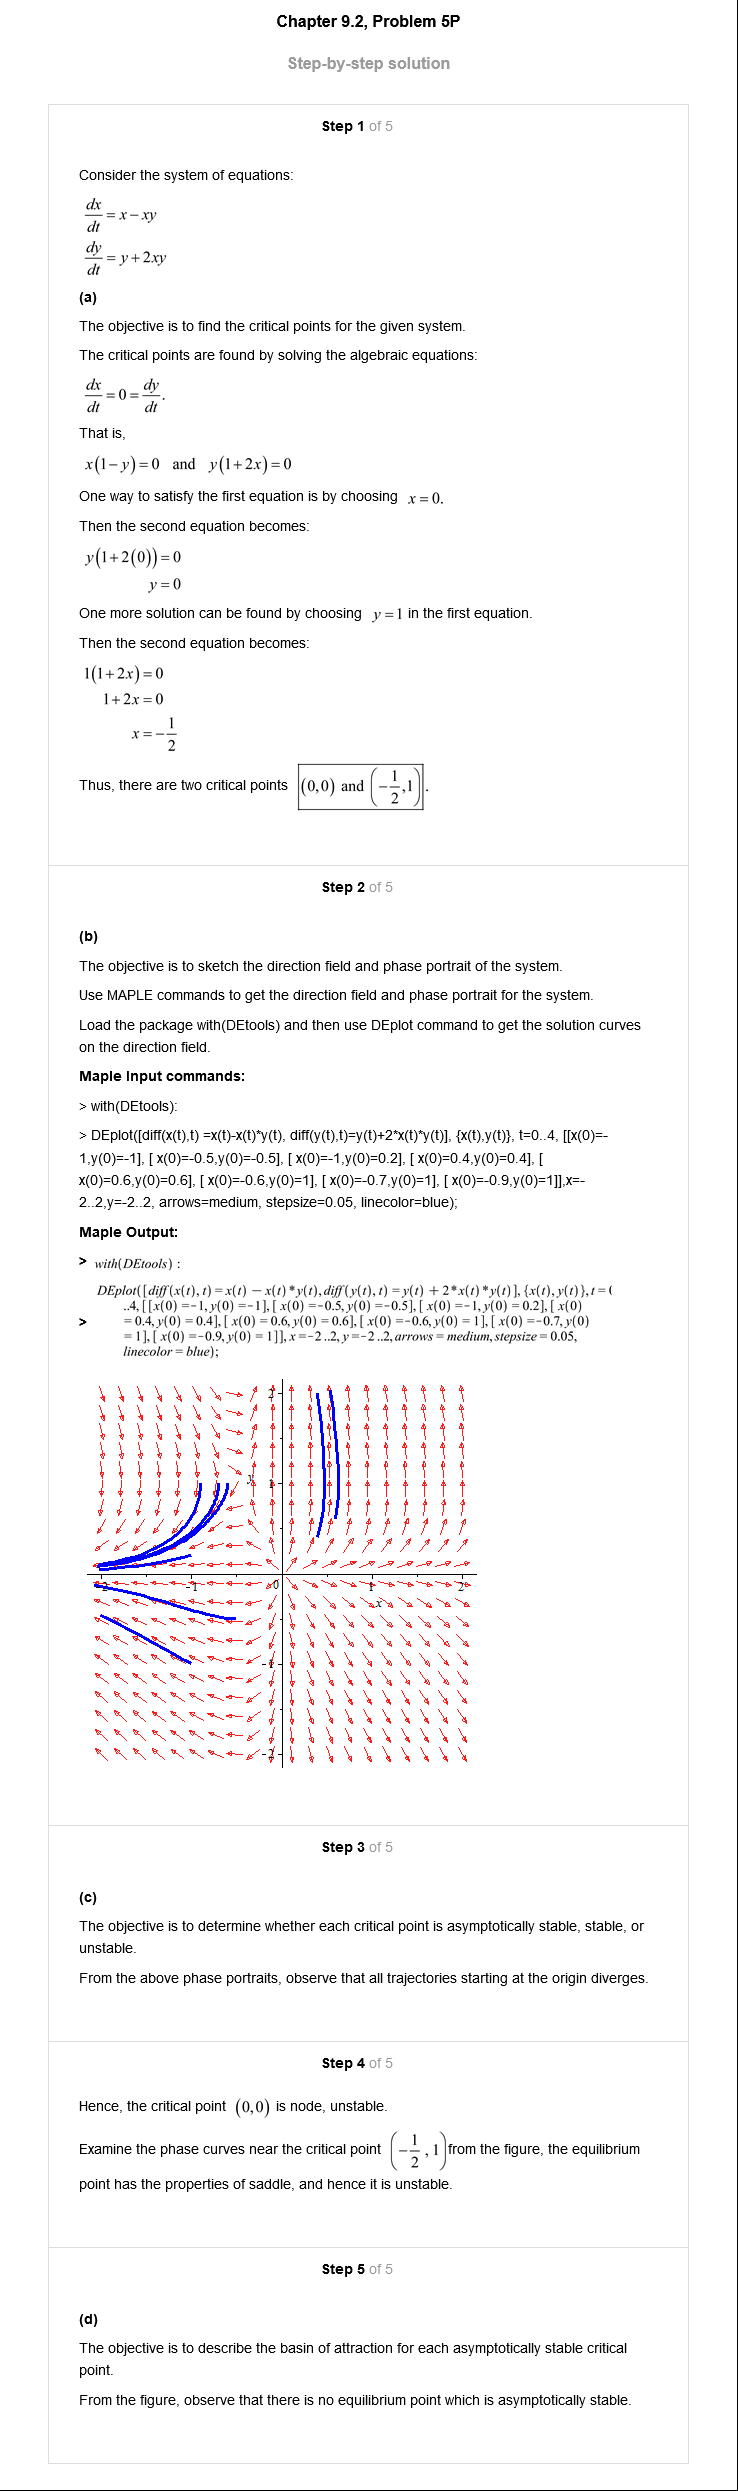 Chapter 9.2, Problem 5P
Step-by-step solution
Step 1 of 5
Consider the system of equations:
dx/dt = x − xy
dy/dt = y + 2xy
(a)
The objective is to find the critical points for the given system.
The critical points are found by solving the algebraic equations:
dx/dt = 0 = dy/dt.
That is,
x(1 − y) = 0 and y(1 + 2x) = 0
One way to satisfy the first equation is by choosing x = 0.
Then the second equation becomes:
y(1 + 2(0)) = 0
y = 0
One more solution can be found by choosing y = 1 in the first equation.
Then the second equation becomes:
1(1 + 2x) = 0
1 + 2x = 0
x = −1/2
Thus, there are two critical points (0,0) and (−1/2, 1).
Step 2 of 5
(b)
The objective is to sketch the direction field and phase portrait of the system.
Use MAPLE commands to get the direction field and phase portrait for the system.
Load the package with(DEtools) and then use DEplot command to get the solution curves
on the direction field.
Maple Input commands:
> with(DEtools):
> DEplot([diff(x(t),t) =x(t)-x(t)*y(t), diff(y(t),t)=y(t)+2*x(t)*y(t)], {x(t),y(t)}, t=0..4, [[x(0)=-
1,y(0)=-1], [ x(0)=-0.5,y(0)=-0.5], [ x(0)=-1,y(0)=0.2], [ x(0)=0.4,y(0)=0.4], [
x(0)=0.6,y(0)=0.6], [ x(0)=-0.6,y(0)=1], [ x(0)=-0.7,y(0)=1], [ x(0)=-0.9,y(0)=1]],x=-
2..2,y=-2..2, arrows=medium, stepsize=0.05, linecolor=blue);
Maple Output:
> with(DEtools) :
DEplot([diff(x(t), t) = x(t) − x(t)*y(t), diff(y(t), t) = y(t) + 2*x(t)*y(t)], {x(t), y(t)}, t = (
..4, [[x(0) =−1, y(0) =−1], [ x(0) =−0.5, y(0) =−0.5], [ x(0) =−1, y(0) = 0.2], [ x(0)
> = 0.4, y(0) = 0.4], [ x(0) = 0.6, y(0) = 0.6], [ x(0) =−0.6, y(0) = 1], [ x(0) =−0.7, y(0)
= 1], [ x(0) =−0.9, y(0) = 1]], x =−2 ..2, y =−2 ..2, arrows = medium, stepsize = 0.05,
linecolor = blue);
2
y
1
-2 -1 0 1 2
x
-1
-2
Step 3 of 5
(c)
The objective is to determine whether each critical point is asymptotically stable, stable, or
unstable.
From the above phase portraits, observe that all trajectories starting at the origin diverges.
Step 4 of 5
Hence, the critical point (0,0) is node, unstable.
Examine the phase curves near the critical point (−1/2, 1) from the figure, the equilibrium
point has the properties of saddle, and hence it is unstable.
Step 5 of 5
(d)
The objective is to describe the basin of attraction for each asymptotically stable critical
point.
From the figure, observe that there is no equilibrium point which is asymptotically stable.